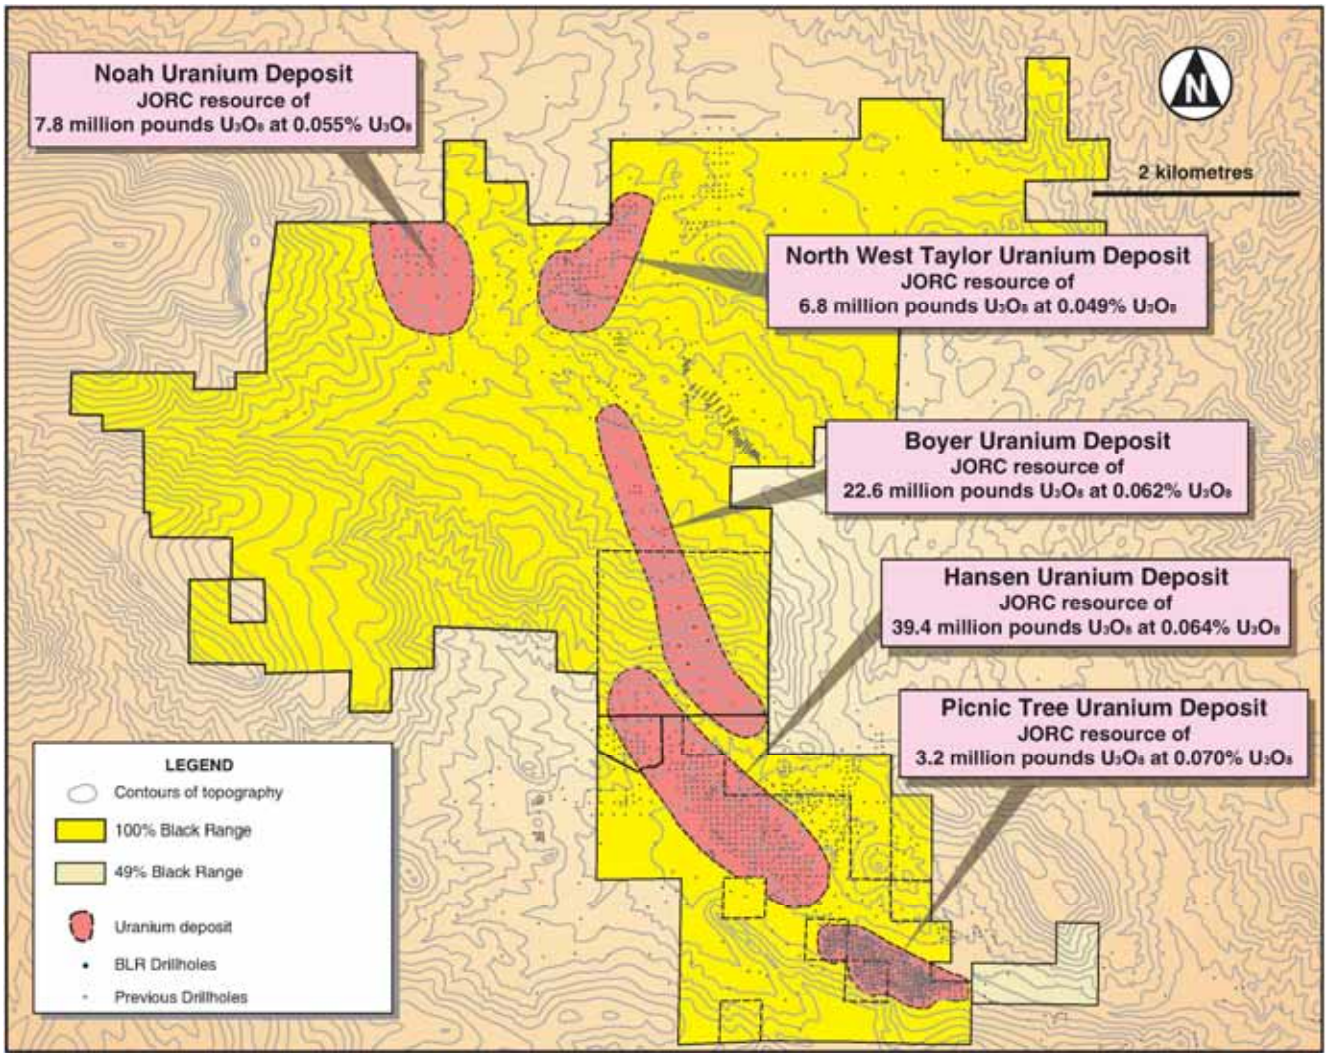 Noah Uranium Deposit
JORC resource of
7.8 million pounds U₃O₈ at 0.055% U₃O₈
N
2 kilometres
North West Taylor Uranium Deposit
JORC resource of
6.8 million pounds U₃O₈ at 0.049% U₃O₈
Boyer Uranium Deposit
JORC resource of
22.6 million pounds U₃O₈ at 0.062% U₃O₈
Hansen Uranium Deposit
JORC resource of
39.4 million pounds U₃O₈ at 0.064% U₃O₈
Picnic Tree Uranium Deposit
JORC resource of
3.2 million pounds U₃O₈ at 0.070% U₃O₈
LEGEND
Contours of topography
100% Black Range
49% Black Range
Uranium deposit
BLR Drillholes
Previous Drillholes